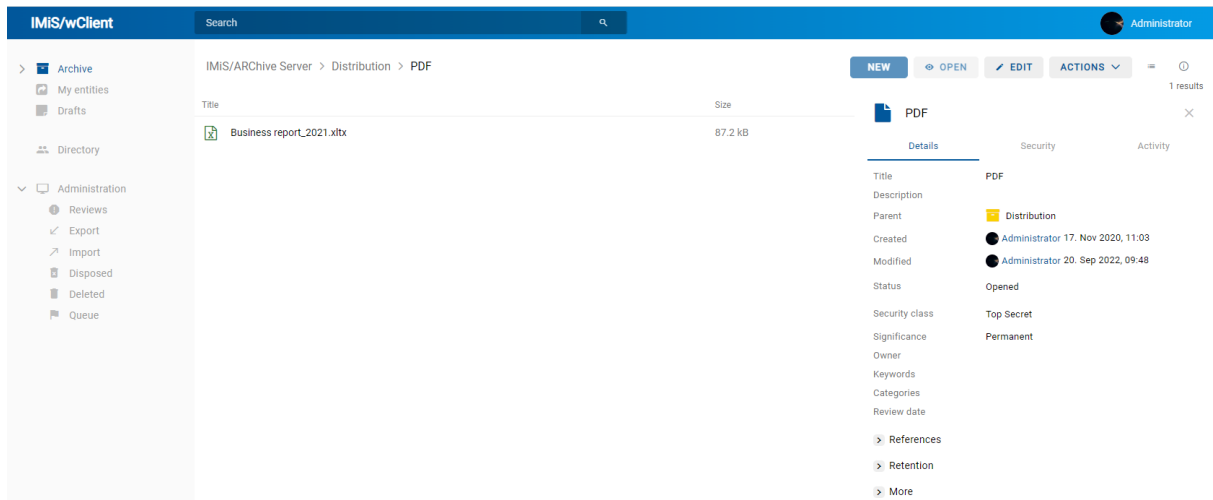 IMiS/wClient
Search
Administrator
Archive
My entities
Drafts
Directory
Administration
Reviews
Export
Import
Disposed
Deleted
Queue
IMiS/ARChive Server > Distribution > PDF
NEW
OPEN
EDIT
ACTIONS
1 results
Title Size
Business report_2021.xltx 87.2 kB
PDF
Details Security Activity
Title PDF
Description
Parent Distribution
Created Administrator 17. Nov 2020, 11:03
Modified Administrator 20. Sep 2022, 09:48
Status Opened
Security class Top Secret
Significance Permanent
Owner
Keywords
Categories
Review date
> References
> Retention
> More